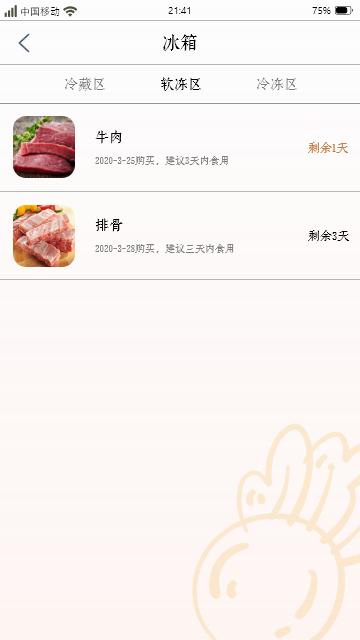 中国移动 21:41 75%
冰箱
冷藏区 软冻区 冷冻区
牛肉
2020-3-25购买，建议3天内食用
剩余1天
排骨
2020-3-28购买，建议三天内食用
剩余3天